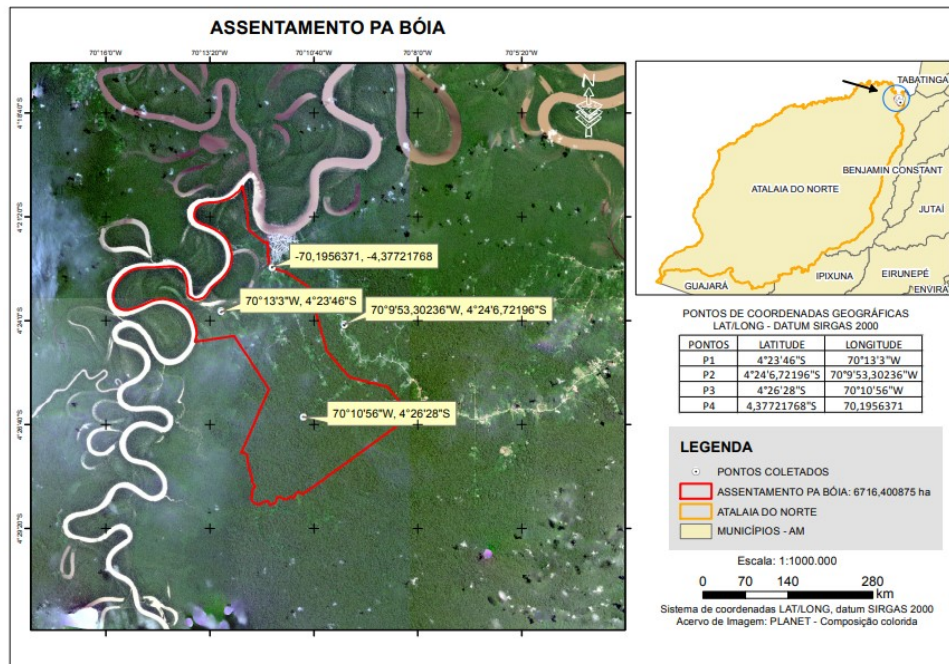 ASSENTAMENTO PA BÓIA
70°16'0"W 70°13'20"W 70°10'40"W 70°8'0"W 70°5'20"W
4°18'40"S
4°21'20"S
4°24'0"S
4°26'40"S
4°29'20"S
N
-70,1956371, -4,37721768
70°13'3"W, 4°23'46"S
70°9'53,30236"W, 4°24'6,72196"S
70°10'56"W, 4°26'28"S
TABATINGA
BENJAMIN CONSTANT
ATALAIA DO NORTE
JUTAÍ
IPIXUNA
EIRUNEPÉ
GUAJARÁ
ENVIRA
PONTOS DE COORDENADAS GEOGRÁFICAS
LAT/LONG - DATUM SIRGAS 2000
PONTOS LATITUDE LONGITUDE
P1 4°23'46"S 70°13'3"W
P2 4°24'6,72196"S 70°9'53,30236"W
P3 4°26'28"S 70°10'56"W
P4 4,37721768"S 70,1956371
LEGENDA
PONTOS COLETADOS
ASSENTAMENTO PA BÓIA: 6716,400875 ha
ATALAIA DO NORTE
MUNICÍPIOS - AM
Escala: 1:1000.000
0 70 140 280
km
Sistema de coordenadas LAT/LONG, datum SIRGAS 2000
Acervo de Imagem: PLANET - Composição colorida